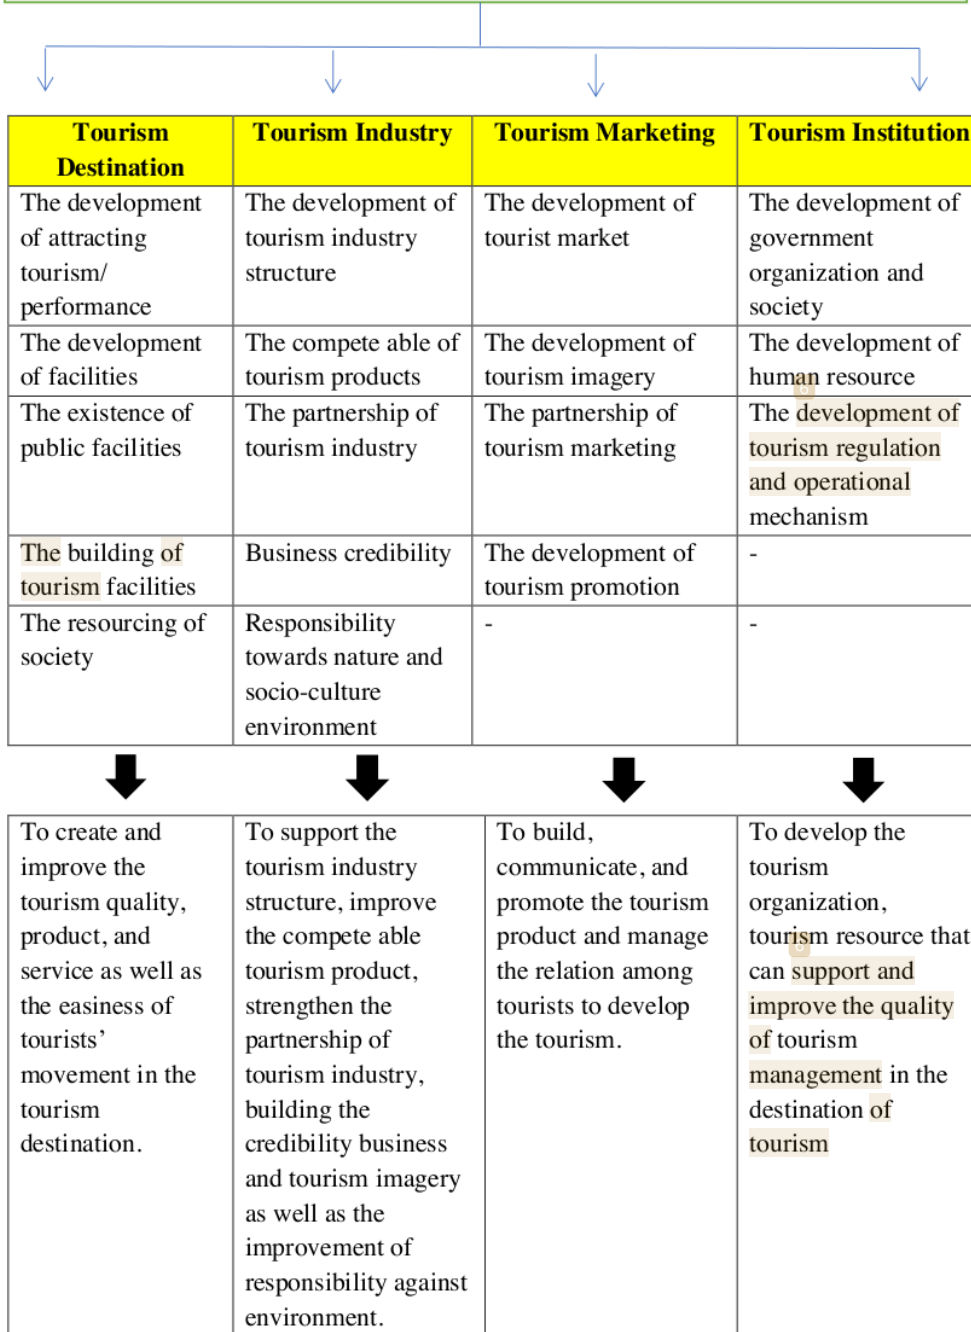 Tourism
Destination
Tourism Industry
Tourism Marketing
Tourism Institution
The development
of attracting
tourism/
performance
The development of
tourism industry
structure
The development of
tourist market
The development of
government
organization and
society
The development
of facilities
The compete able of
tourism products
The development of
tourism imagery
The development of
human resource
The existence of
public facilities
The partnership of
tourism industry
The partnership of
tourism marketing
6
The development of
tourism regulation
and operational
mechanism
The building of
tourism facilities
Business credibility
The development of
tourism promotion
-
The resourcing of
society
Responsibility
towards nature and
socio-culture
environment
-
-
To create and
improve the
tourism quality,
product, and
service as well as
the easiness of
tourists’
movement in the
tourism
destination.
To support the
tourism industry
structure, improve
the compete able
tourism product,
strengthen the
partnership of
tourism industry,
building the
credibility business
and tourism imagery
as well as the
improvement of
responsibility against
environment.
To build,
communicate, and
promote the tourism
product and manage
the relation among
tourists to develop
the tourism.
To develop the
tourism
organization,
tourism resource that
6
can support and
improve the quality
of tourism
management in the
destination of
tourism